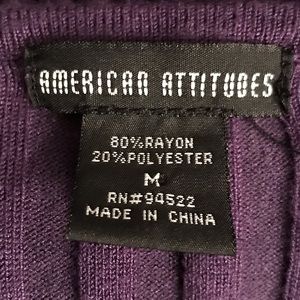 AMERICAN ATTITUDES
80%RAYON
20%POLYESTER
M
RN#94522
MADE IN CHINA